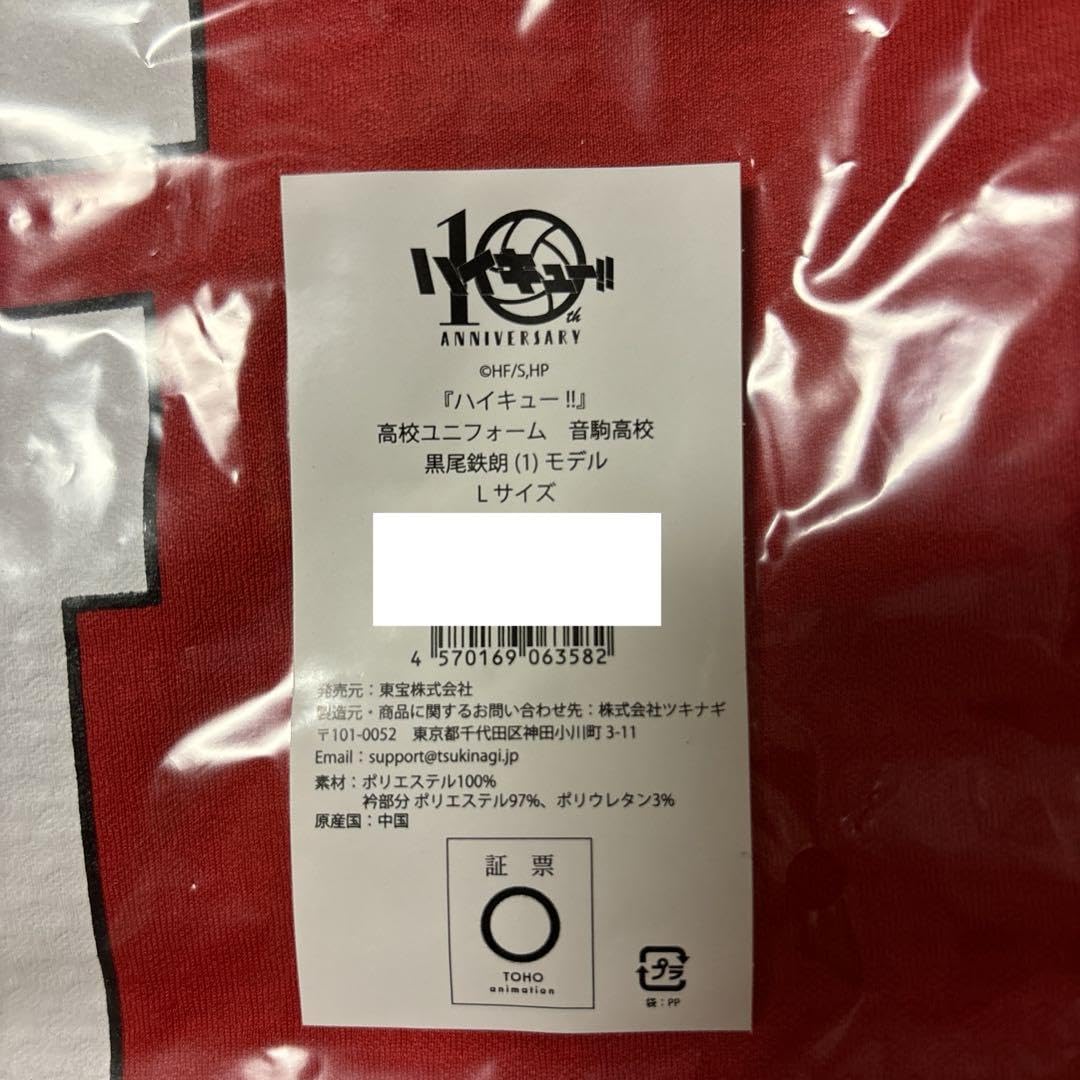 ハイキュー!!
10th
ANNIVERSARY
©HF/S,HP
『ハイキュー!!』
高校ユニフォーム　音駒高校
黒尾鉄朗(1)モデル
Lサイズ
4 570169 063582
発売元：東宝株式会社
製造元・商品に関するお問い合わせ先：株式会社ツキナギ
〒101-0052　東京都千代田区神田小川町3-11
Email：support@tsukinagi.jp
素材：ポリエステル100%
衿部分 ポリエステル97%、ポリウレタン3%
原産国：中国
証 票
TOHO
animation
プラ
袋：PP